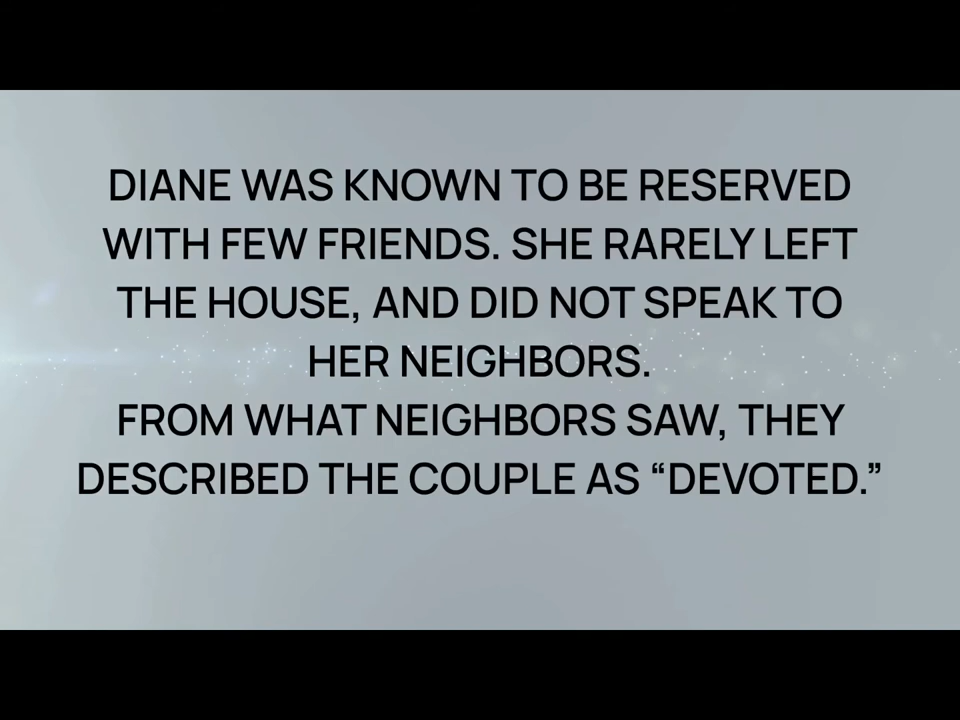 DIANE WAS KNOWN TO BE RESERVED
WITH FEW FRIENDS. SHE RARELY LEFT
THE HOUSE, AND DID NOT SPEAK TO
HER NEIGHBORS.
FROM WHAT NEIGHBORS SAW, THEY
DESCRIBED THE COUPLE AS “DEVOTED.”